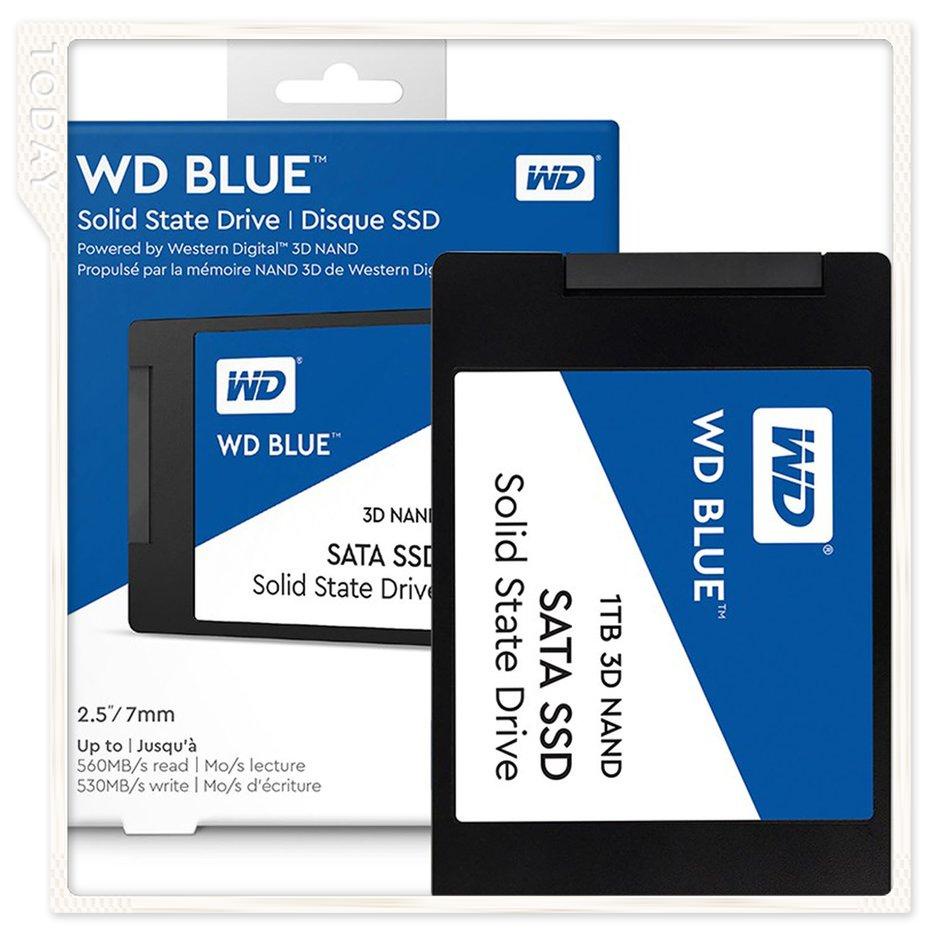 TODAY
WD BLUE™
WD®
Solid State Drive | Disque SSD
Powered by Western Digital™ 3D NAND
Propulsé par la mémoire NAND 3D de Western Dig
WD®
WD BLUE™
3D NAN
SATA SSD
Solid State Drive
2.5"/7mm
Up to | Jusqu'à
560MB/s read | Mo/s lecture
530MB/s write | Mo/s d'écriture
WD®
WD BLUE™
1TB 3D NAND
SATA SSD
Solid State Drive